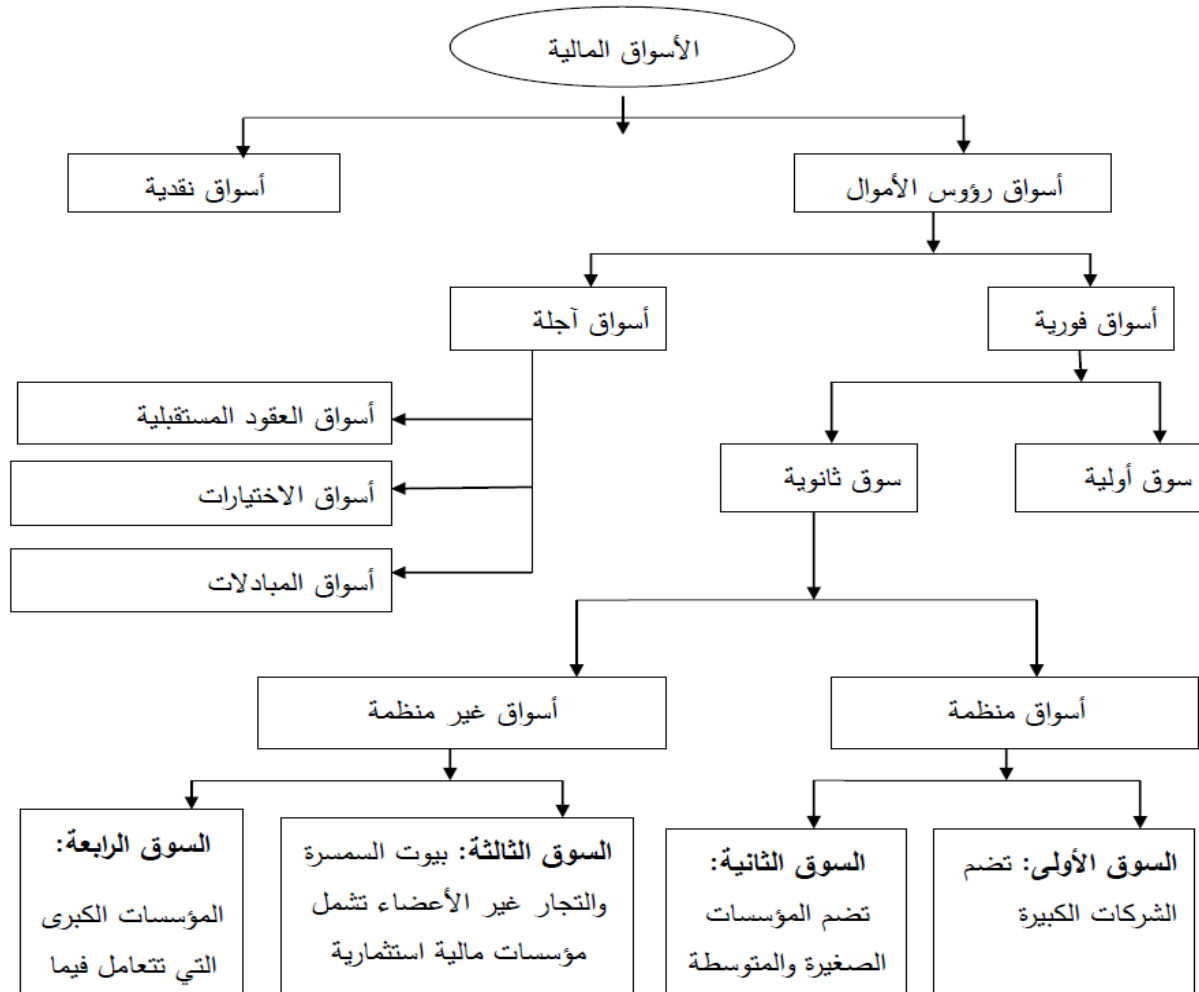 الأسواق المالية
أسواق رؤوس الأموال
أسواق نقدية
أسواق فورية
أسواق آجلة
أسواق العقود المستقبلية
سوق أولية
سوق ثانوية
أسواق الاختيارات
أسواق المبادلات
أسواق منظمة
أسواق غير منظمة
السوق الأولى: تضم
الشركات الكبيرة
السوق الثانية:
تضم المؤسسات
الصغيرة والمتوسطة
السوق الثالثة: بيوت السمسرة
والتجار غير الأعضاء تشمل
مؤسسات مالية استثمارية
السوق الرابعة:
المؤسسات الكبرى
التي تتعامل فيما